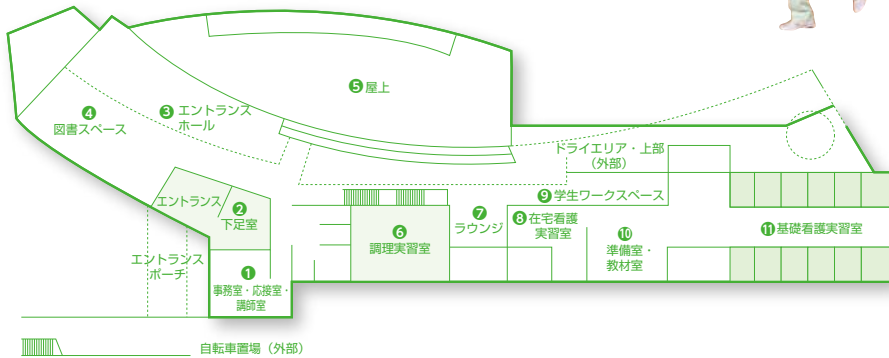 ❺屋上
❸エントランス
ホール
❹
図書スペース
ドライエリア・上部
（外部）
❾学生ワークスペース
エントランス
❷
下足室
❻
調理実習室
❼
ラウンジ
❽在宅看護
実習室
❿
準備室・
教材室
⓫基礎看護実習室
エントランス
ポーチ
❶
事務室・応接室・
講師室
自転車置場（外部）